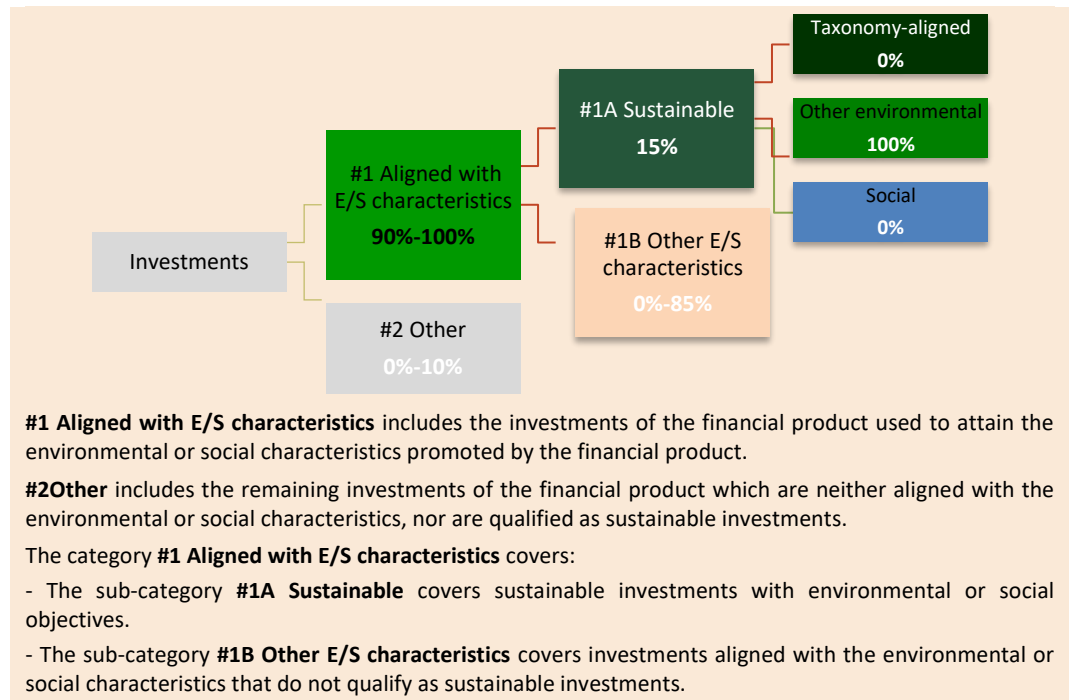 Taxonomy-aligned
0%
#1A Sustainable
15%
Other environmental
100%
#1 Aligned with
E/S characteristics
90%-100%
Social
0%
Investments
#1B Other E/S
characteristics
0%-85%
#2 Other
0%-10%
#1 Aligned with E/S characteristics includes the investments of the financial product used to attain the
environmental or social characteristics promoted by the financial product.
#2Other includes the remaining investments of the financial product which are neither aligned with the
environmental or social characteristics, nor are qualified as sustainable investments.
The category #1 Aligned with E/S characteristics covers:
- The sub-category #1A Sustainable covers sustainable investments with environmental or social
objectives.
- The sub-category #1B Other E/S characteristics covers investments aligned with the environmental or
social characteristics that do not qualify as sustainable investments.